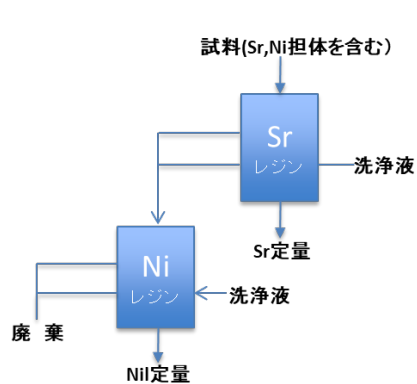 試料(Sr,Ni担体を含む）
Sr
レジン
洗浄液
Sr定量
Ni
レジン
洗浄液
廃 棄
Nil定量